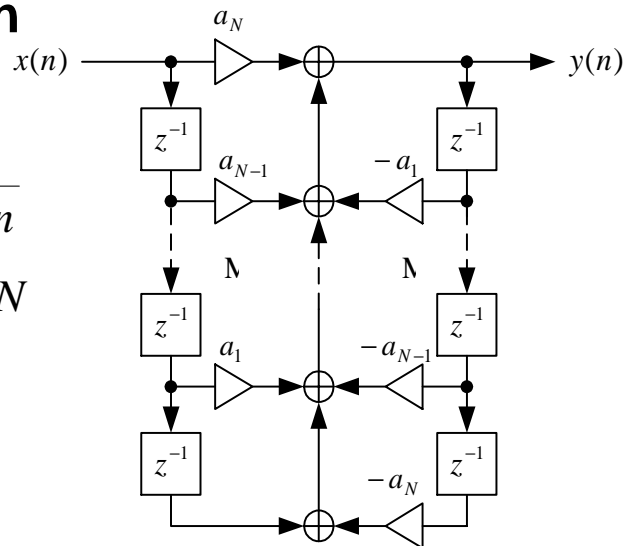 n
a_N
x(n) y(n)
z^{-1} z^{-1}
a_{N-1} -a_1
n
N
z^{-1} z^{-1}
a_1 -a_{N-1}
z^{-1} z^{-1}
-a_N